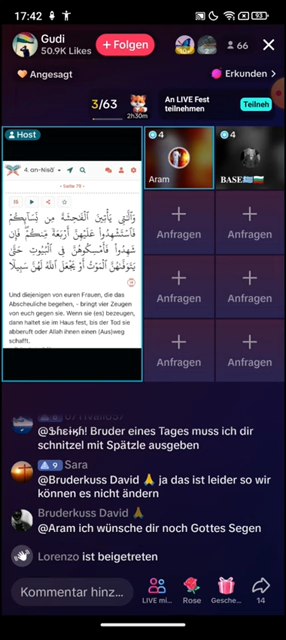 17:42
93
Gudi
50.9K Likes
+ Folgen
66
Angesagt
Erkunden >
3/63
2h30m
An LIVE Fest teilnehmen
Teilneh
Host
4. an-Nisāʾ
- Seite 78 -
15
وَٱلَّٰتِى يَأْتِينَ ٱلْفَٰحِشَةَ مِن نِّسَآئِكُمْ
فَٱسْتَشْهِدُوا۟ عَلَيْهِنَّ أَرْبَعَةً مِّنكُمْ ۖ فَإِن
شَهِدُوا۟ فَأَمْسِكُوهُنَّ فِى ٱلْبُيُوتِ حَتَّىٰ
يَتَوَفَّىٰهُنَّ ٱلْمَوْتُ أَوْ يَجْعَلَ ٱللَّهُ لَهُنَّ سَبِيلًا
Und diejenigen von euren Frauen, die das
Abscheuliche begehen, - bringt vier Zeugen
von euch gegen sie. Wenn sie (es) bezeugen,
dann haltet sie im Haus fest, bis der Tod sie
abberuft oder Allah ihnen einen (Aus)weg
schafft.
4
Aram
4
BASE
Anfragen
Anfragen
Anfragen
Anfragen
Anfragen
Anfragen
Bruder eines Tages muss ich dir
schnitzel mit Spätzle ausgeben
9 Sara
@Bruderkuss David 🙏 ja das ist leider so wir
können es nicht ändern
Bruderkuss David 🙏
@Aram ich wünsche dir noch Gottes Segen
Lorenzo ist beigetreten
Kommentar hinz...
LIVE mi...
Rose
Gesche...
14